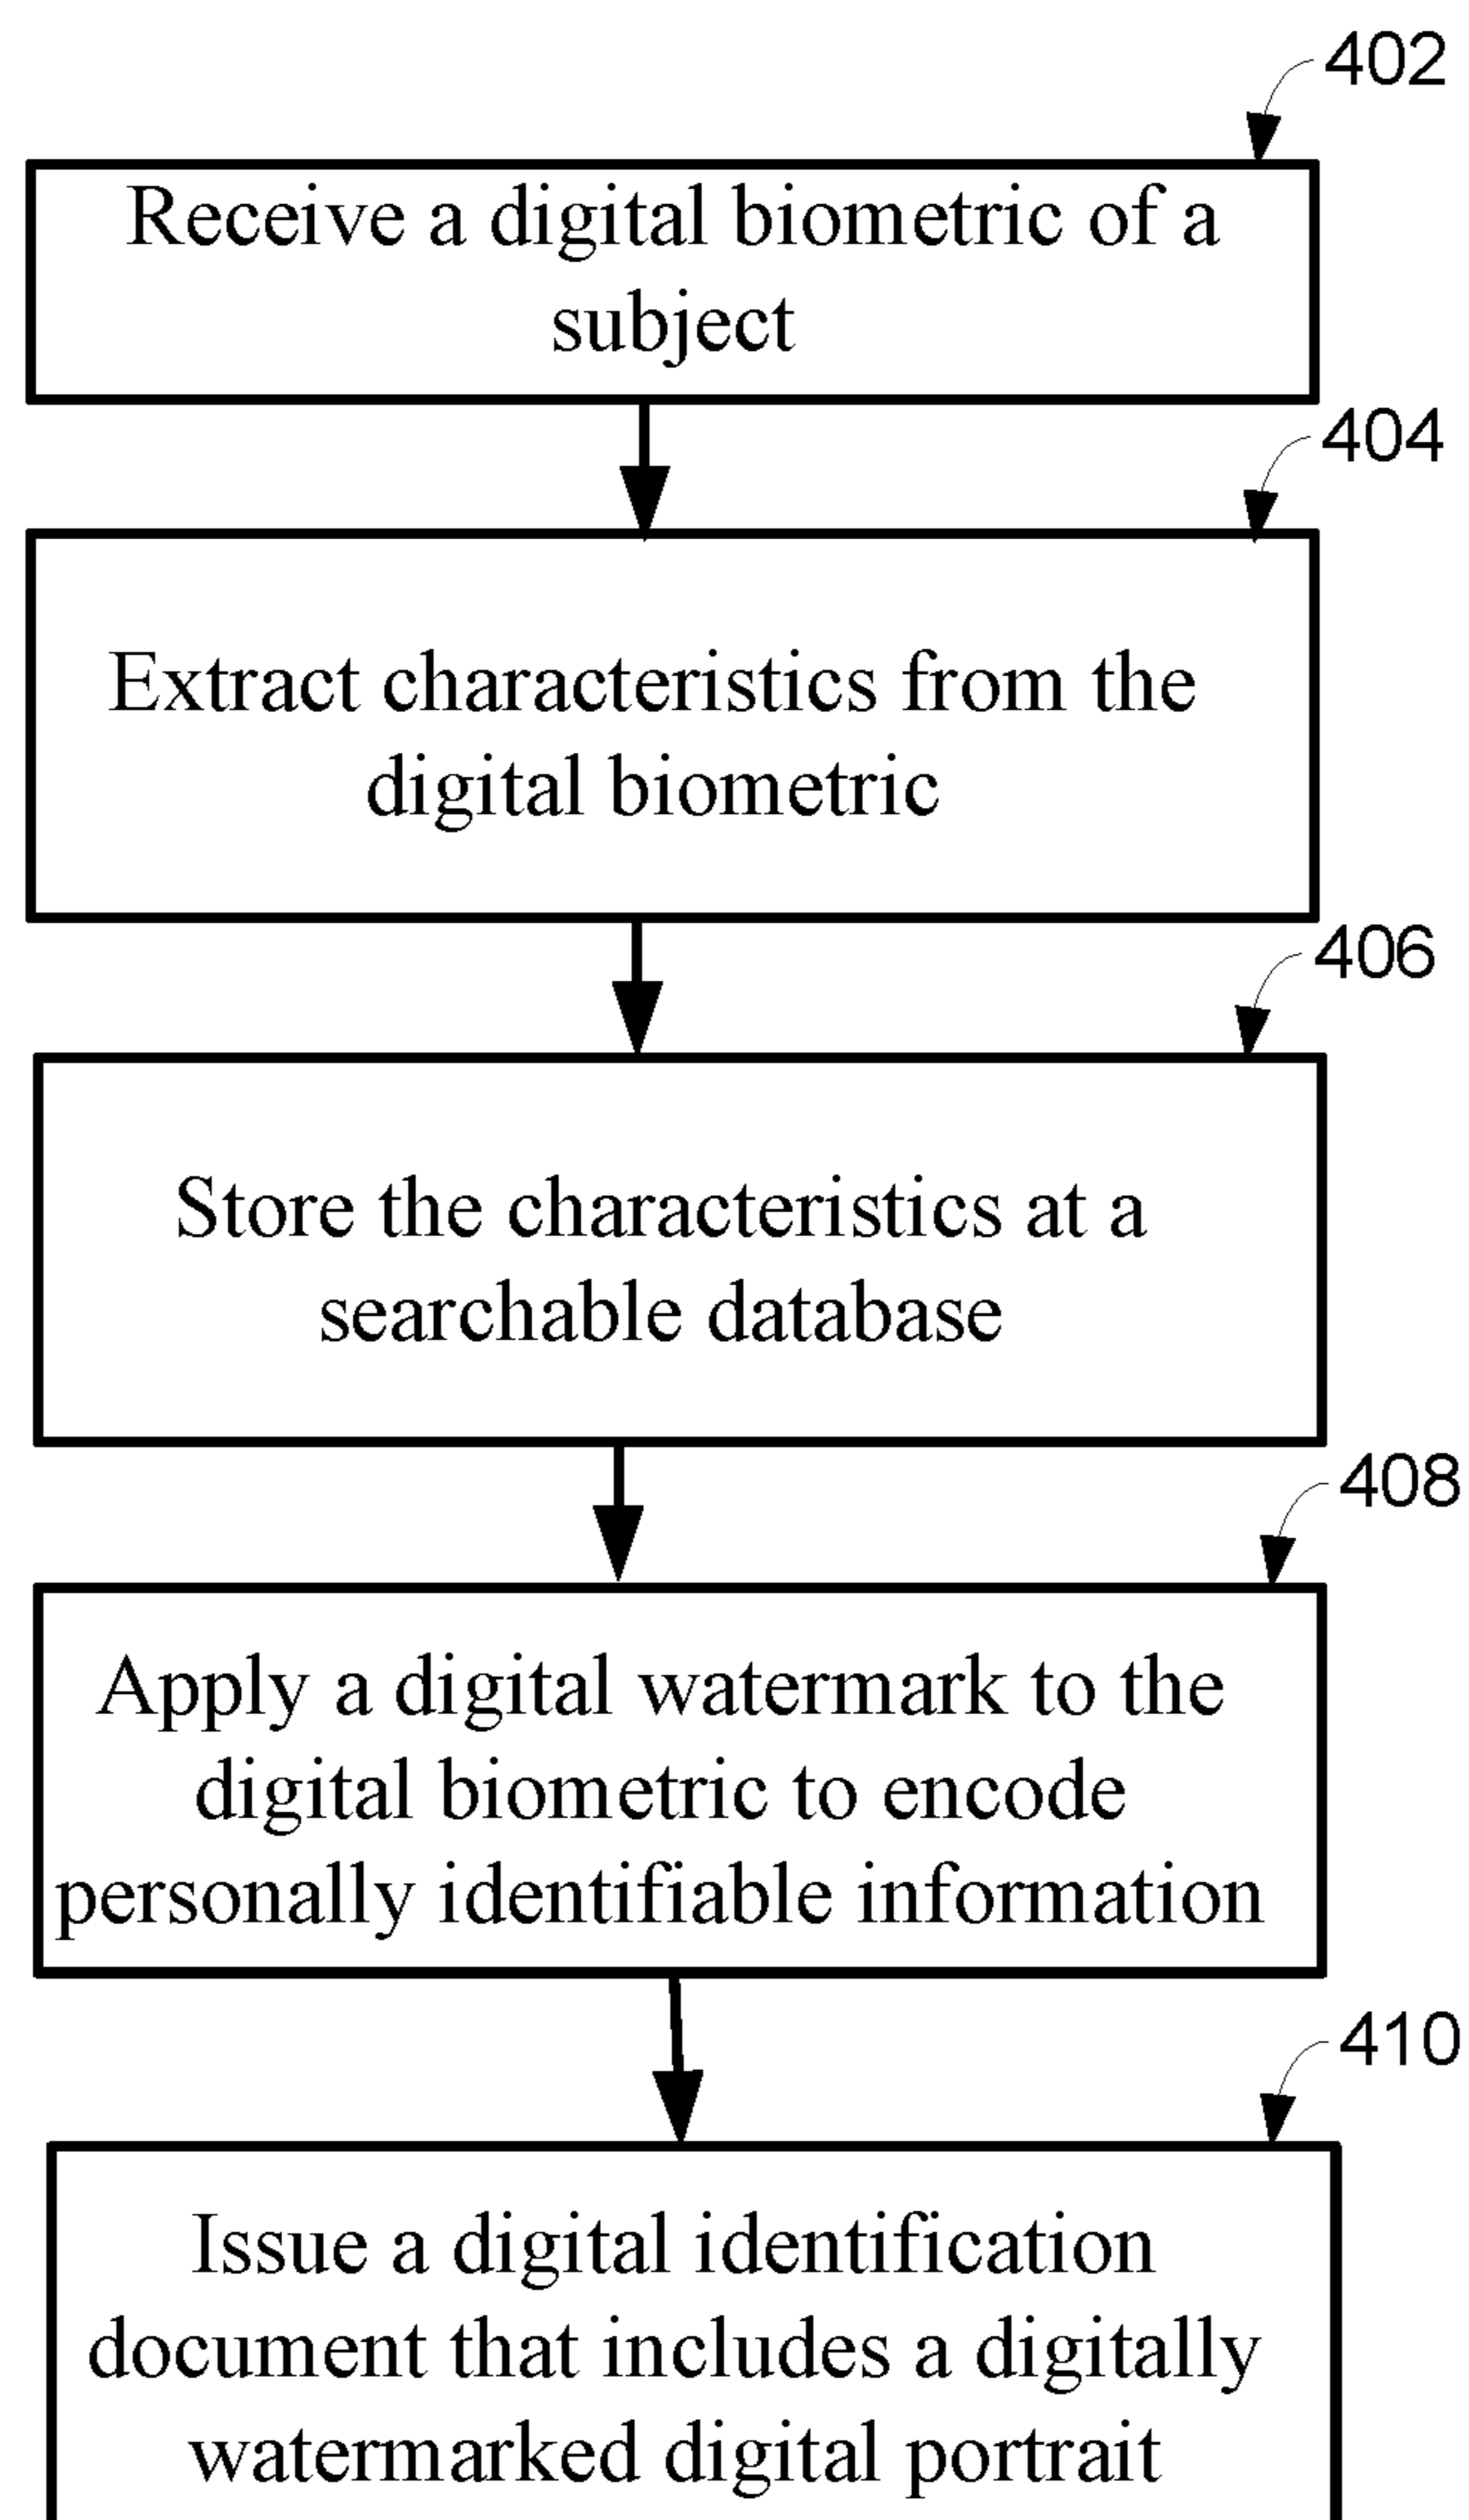 402
Receive a digital biometric of a
subject
404
Extract characteristics from the
digital biometric
406
Store the characteristics at a
searchable database
408
Apply a digital watermark to the
digital biometric to encode
personally identifiable information
410
Issue a digital identification
document that includes a digitally
watermarked digital portrait